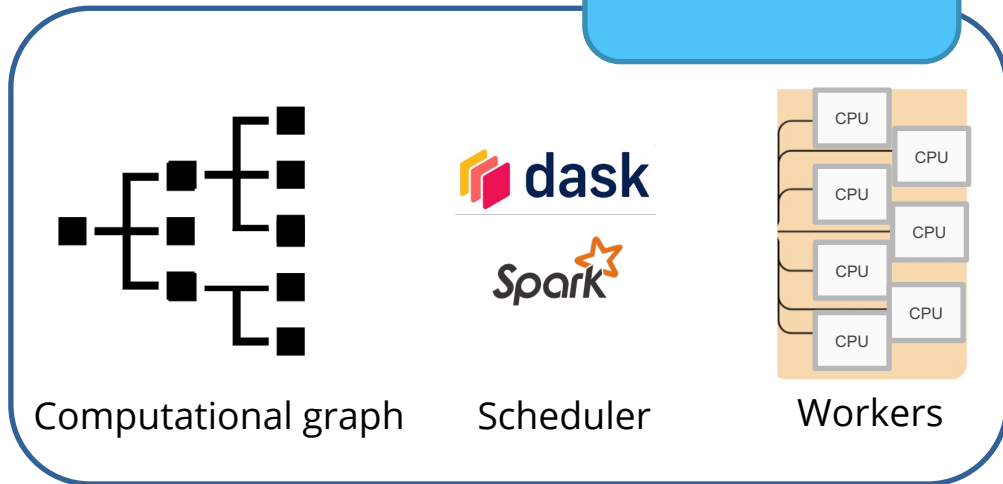 dask
Spark
CPU
CPU
CPU
CPU
CPU
CPU
CPU
Computational graph
Scheduler
Workers